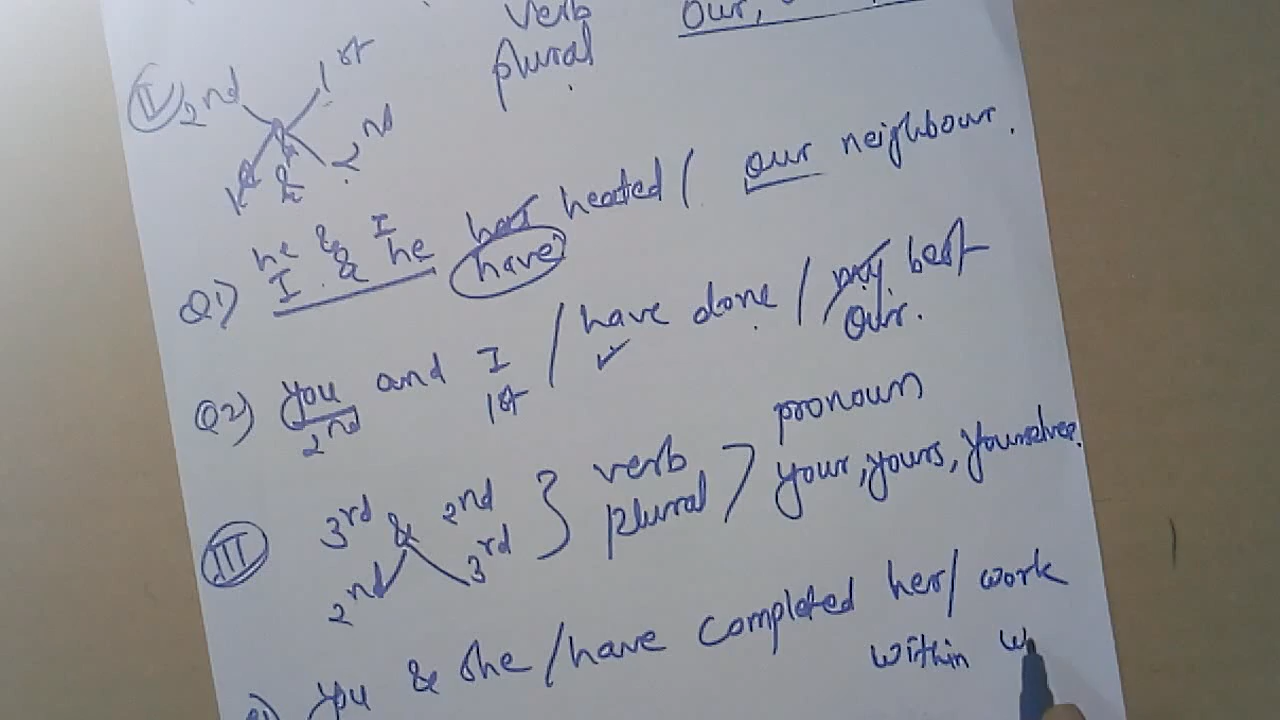 verb our,
plural
II 2nd & 1st
1st & 2nd
he & I
Q1) I & he has heated / our neighbour.
have
Q2) you and I / have done / my best
2nd 1st our.
pronoun
III 3rd & 2nd } verb > your, yours, yourselves.
2nd 3rd plural
you & she / have completed her / work
within